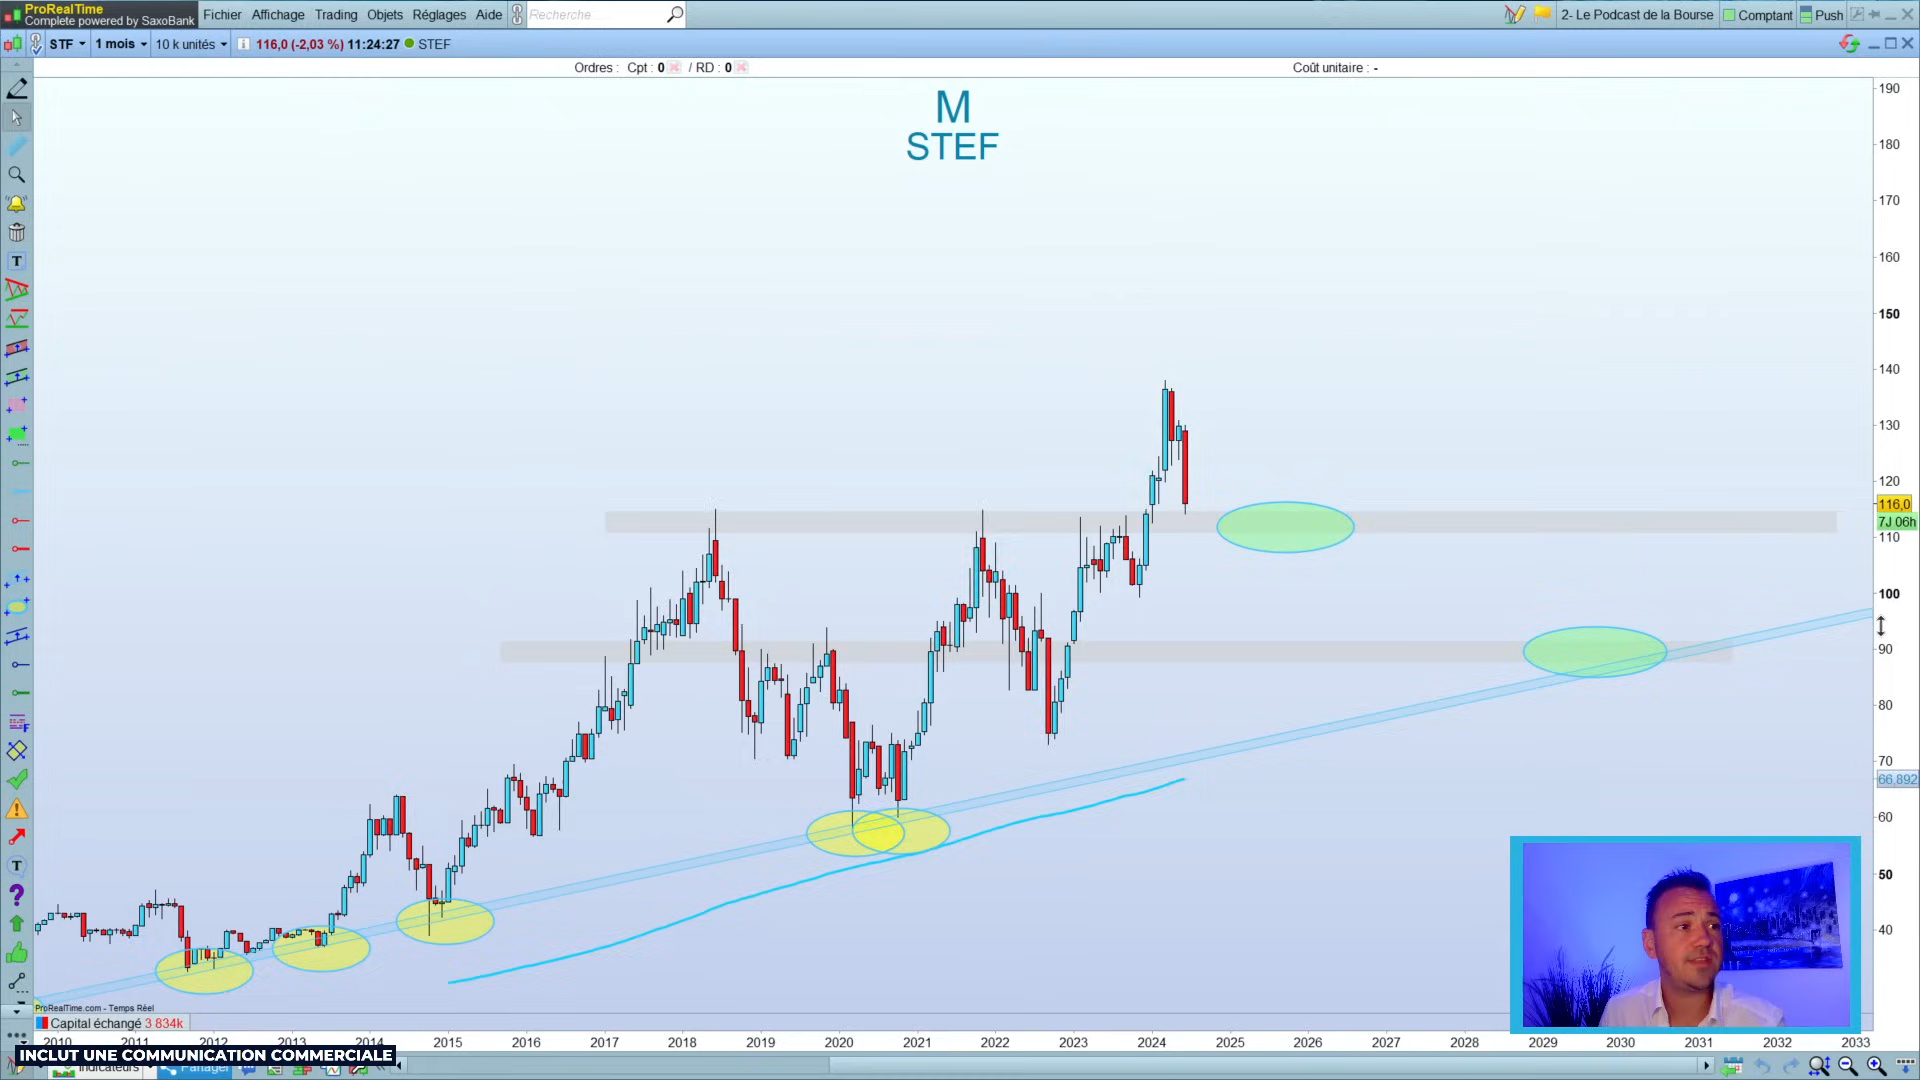 ProRealTime
Complete powered by SaxoBank
Fichier Affichage Trading Objets Réglages Aide
Recherche...
2- Le Podcast de la Bourse Comptant Push
STF 1 mois 10 k unités 116,0 (-2,03 %) 11:24:27 STEF
Ordres : Cpt : 0 / RD : 0
Coût unitaire : -
M
STEF
190
180
170
160
150
140
130
120
116,0
7J 06h
110
100
90
80
70
66,892
60
50
40
ProRealTime.com - Temps Réel
Capital échangé 3 834k
2010 2011 2012 2013 2014 2015 2016 2017 2018 2019 2020 2021 2022 2023 2024 2025 2026 2027 2028 2029 2030 2031 2032 2033
INCLUT UNE COMMUNICATION COMMERCIALE
Indicateurs Partager